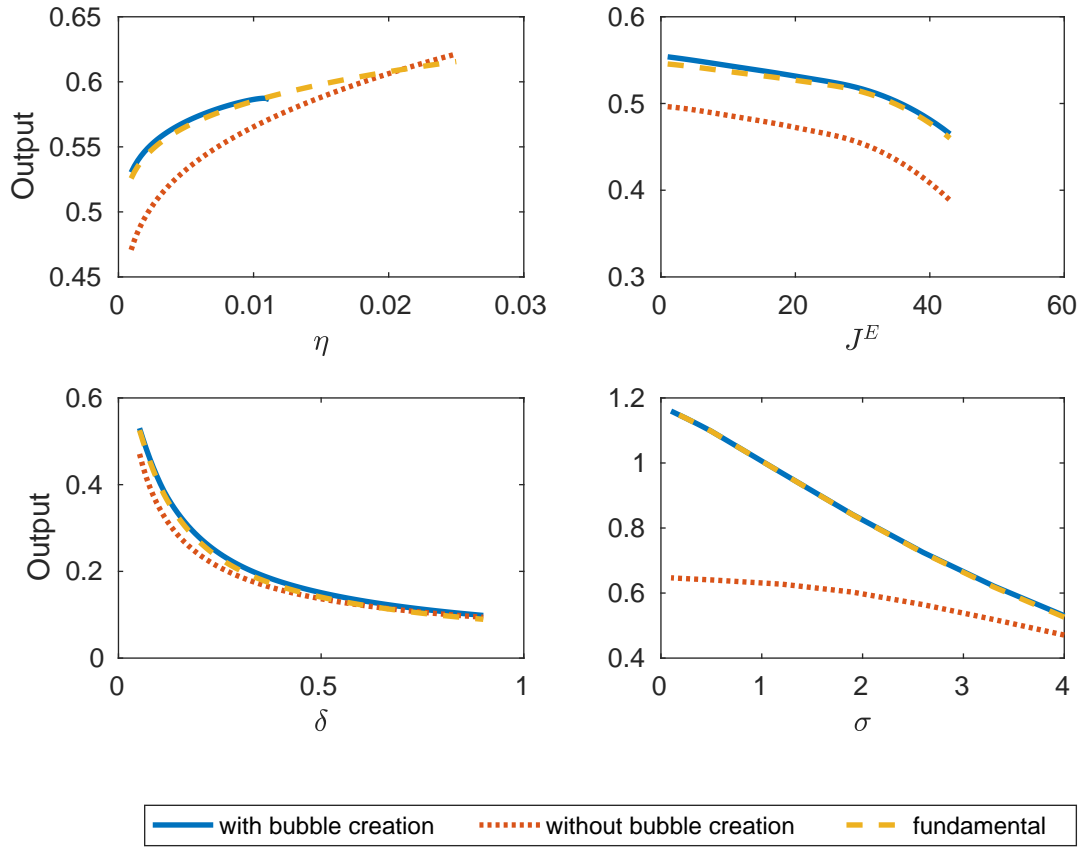 0.65
0.6
0.55
0.5
0.45
Output
0 0.01 0.02 0.03
η
0.6
0.5
0.4
0.3
0 20 40 60
J^E
0.6
0.4
0.2
0
Output
0 0.5 1
δ
1.2
1
0.8
0.6
0.4
0 1 2 3 4
σ
with bubble creation without bubble creation fundamental